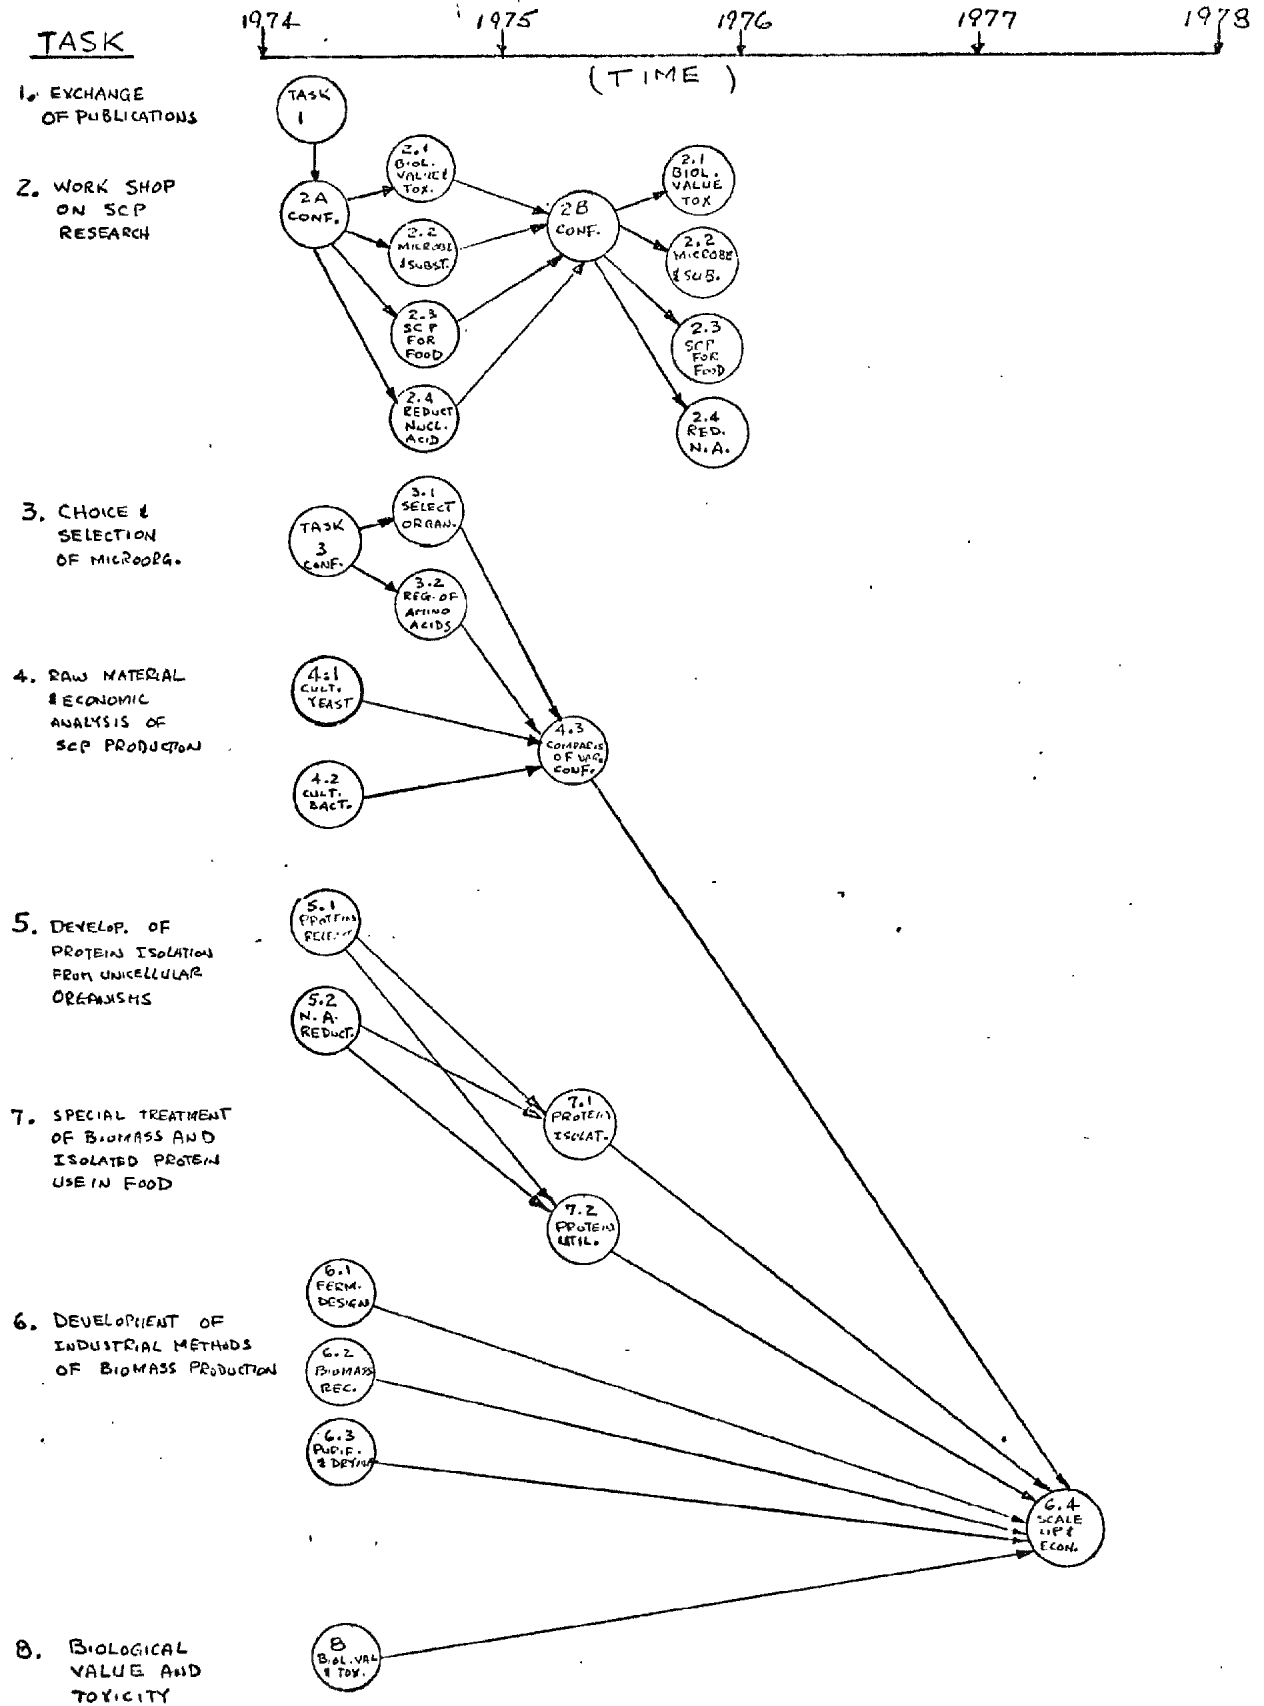 1974 1975 1976 1977 1978
TASK
(TIME)
1. EXCHANGE
OF PUBLICATIONS
TASK
1
2. WORK SHOP
ON SCP
RESEARCH
2A
CONF.
2.1
BIOL.
VALUE &
TOX.
2.2
MICROBE
& SUBST.
2.3
SCP
FOR
FOOD
2.4
REDUCT
NUCL.
ACID
2B
CONF.
2.1
BIOL.
VALUE
TOX
2.2
MICROBE
& SUB.
2.3
SCP
FOR
FOOD
2.4
RED.
N.A.
3. CHOICE &
SELECTION
OF MICROORG.
TASK
3
CONF.
3.1
SELECT
ORGAN.
3.2
REG. OF
AMINO
ACIDS
4. RAW MATERIAL
& ECONOMIC
ANALYSIS OF
SCP PRODUCTION
4.1
CULT.
YEAST
4.2
CULT.
BACT.
4.3
COMPARIS
OF VAR.
CONF.
5. DEVELOP. OF
PROTEIN ISOLATION
FROM UNICELLULAR
ORGANISMS
5.1
PROTEIN
5.2
N.A.
REDUCT.
7. SPECIAL TREATMENT
OF BIOMASS AND
ISOLATED PROTEIN
USE IN FOOD
7.1
PROTEIN
ISOLAT.
7.2
PROTEIN
UTIL.
6. DEVELOPMENT OF
INDUSTRIAL METHODS
OF BIOMASS PRODUCTION
6.1
FERM.
DESIGN
6.2
BIOMASS
REC.
6.3
PURIF.
& DRYING
6.4
SCALE
UP &
ECON.
8. BIOLOGICAL
VALUE AND
TOXICITY
8
BIOL. VAL
& TOX.